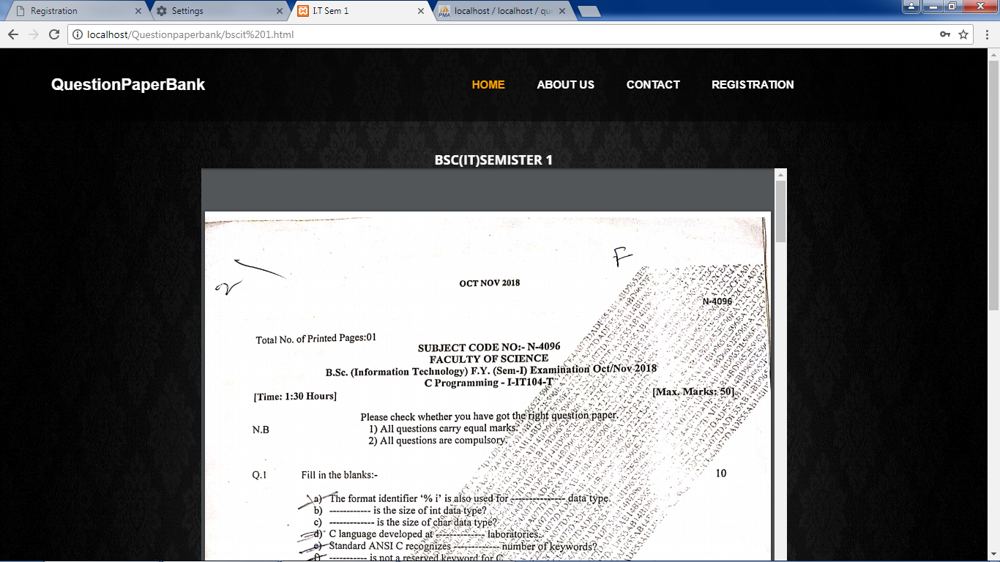 Registration
Settings
I.T Sem 1
localhost / localhost / qu
localhost/Questionpaperbank/bscit%201.html
QuestionPaperBank
HOME
ABOUT US
CONTACT
REGISTRATION
BSC(IT)SEMISTER 1
F
OCT NOV 2018
N-4096
Total No. of Printed Pages:01
SUBJECT CODE NO:- N-4096
FACULTY OF SCIENCE
B.Sc. (Information Technology) F.Y. (Sem-I) Examination Oct/Nov 2018
C Programming - I-IT104-T
[Time: 1:30 Hours] [Max. Marks: 50]
Please check whether you have got the right question paper.
N.B 1) All questions carry equal marks.
2) All questions are compulsory.
Q.1 Fill in the blanks:- 10
a) The format identifier '% i' is also used for --------------- data type.
b) ------------ is the size of int data type?
c) ------------- is the size of char data type?
d) C language developed at -------------- laboratories.
e) Standard ANSI C recognizes ------------- number of keywords?
f) ----------- is not a reserved keyword for C